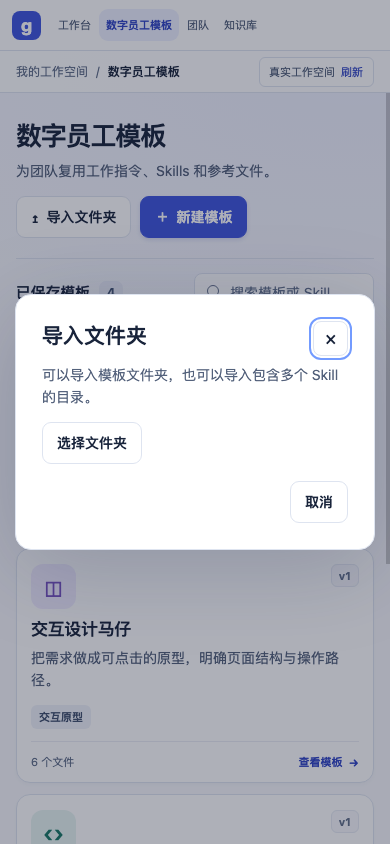 g 工作台 数字员工模板 团队 知识库
我的工作空间 / 数字员工模板 真实工作空间 刷新
数字员工模板
为团队复用工作指令、Skills 和参考文件。
导入文件夹 + 新建模板
已保存模板 4 搜索模板或 Skill
导入文件夹 ×
可以导入模板文件夹，也可以导入包含多个 Skill
的目录。
选择文件夹
取消
v1
交互设计马仔
把需求做成可点击的原型，明确页面结构与操作路
径。
交互原型
6 个文件 查看模板 →
v1